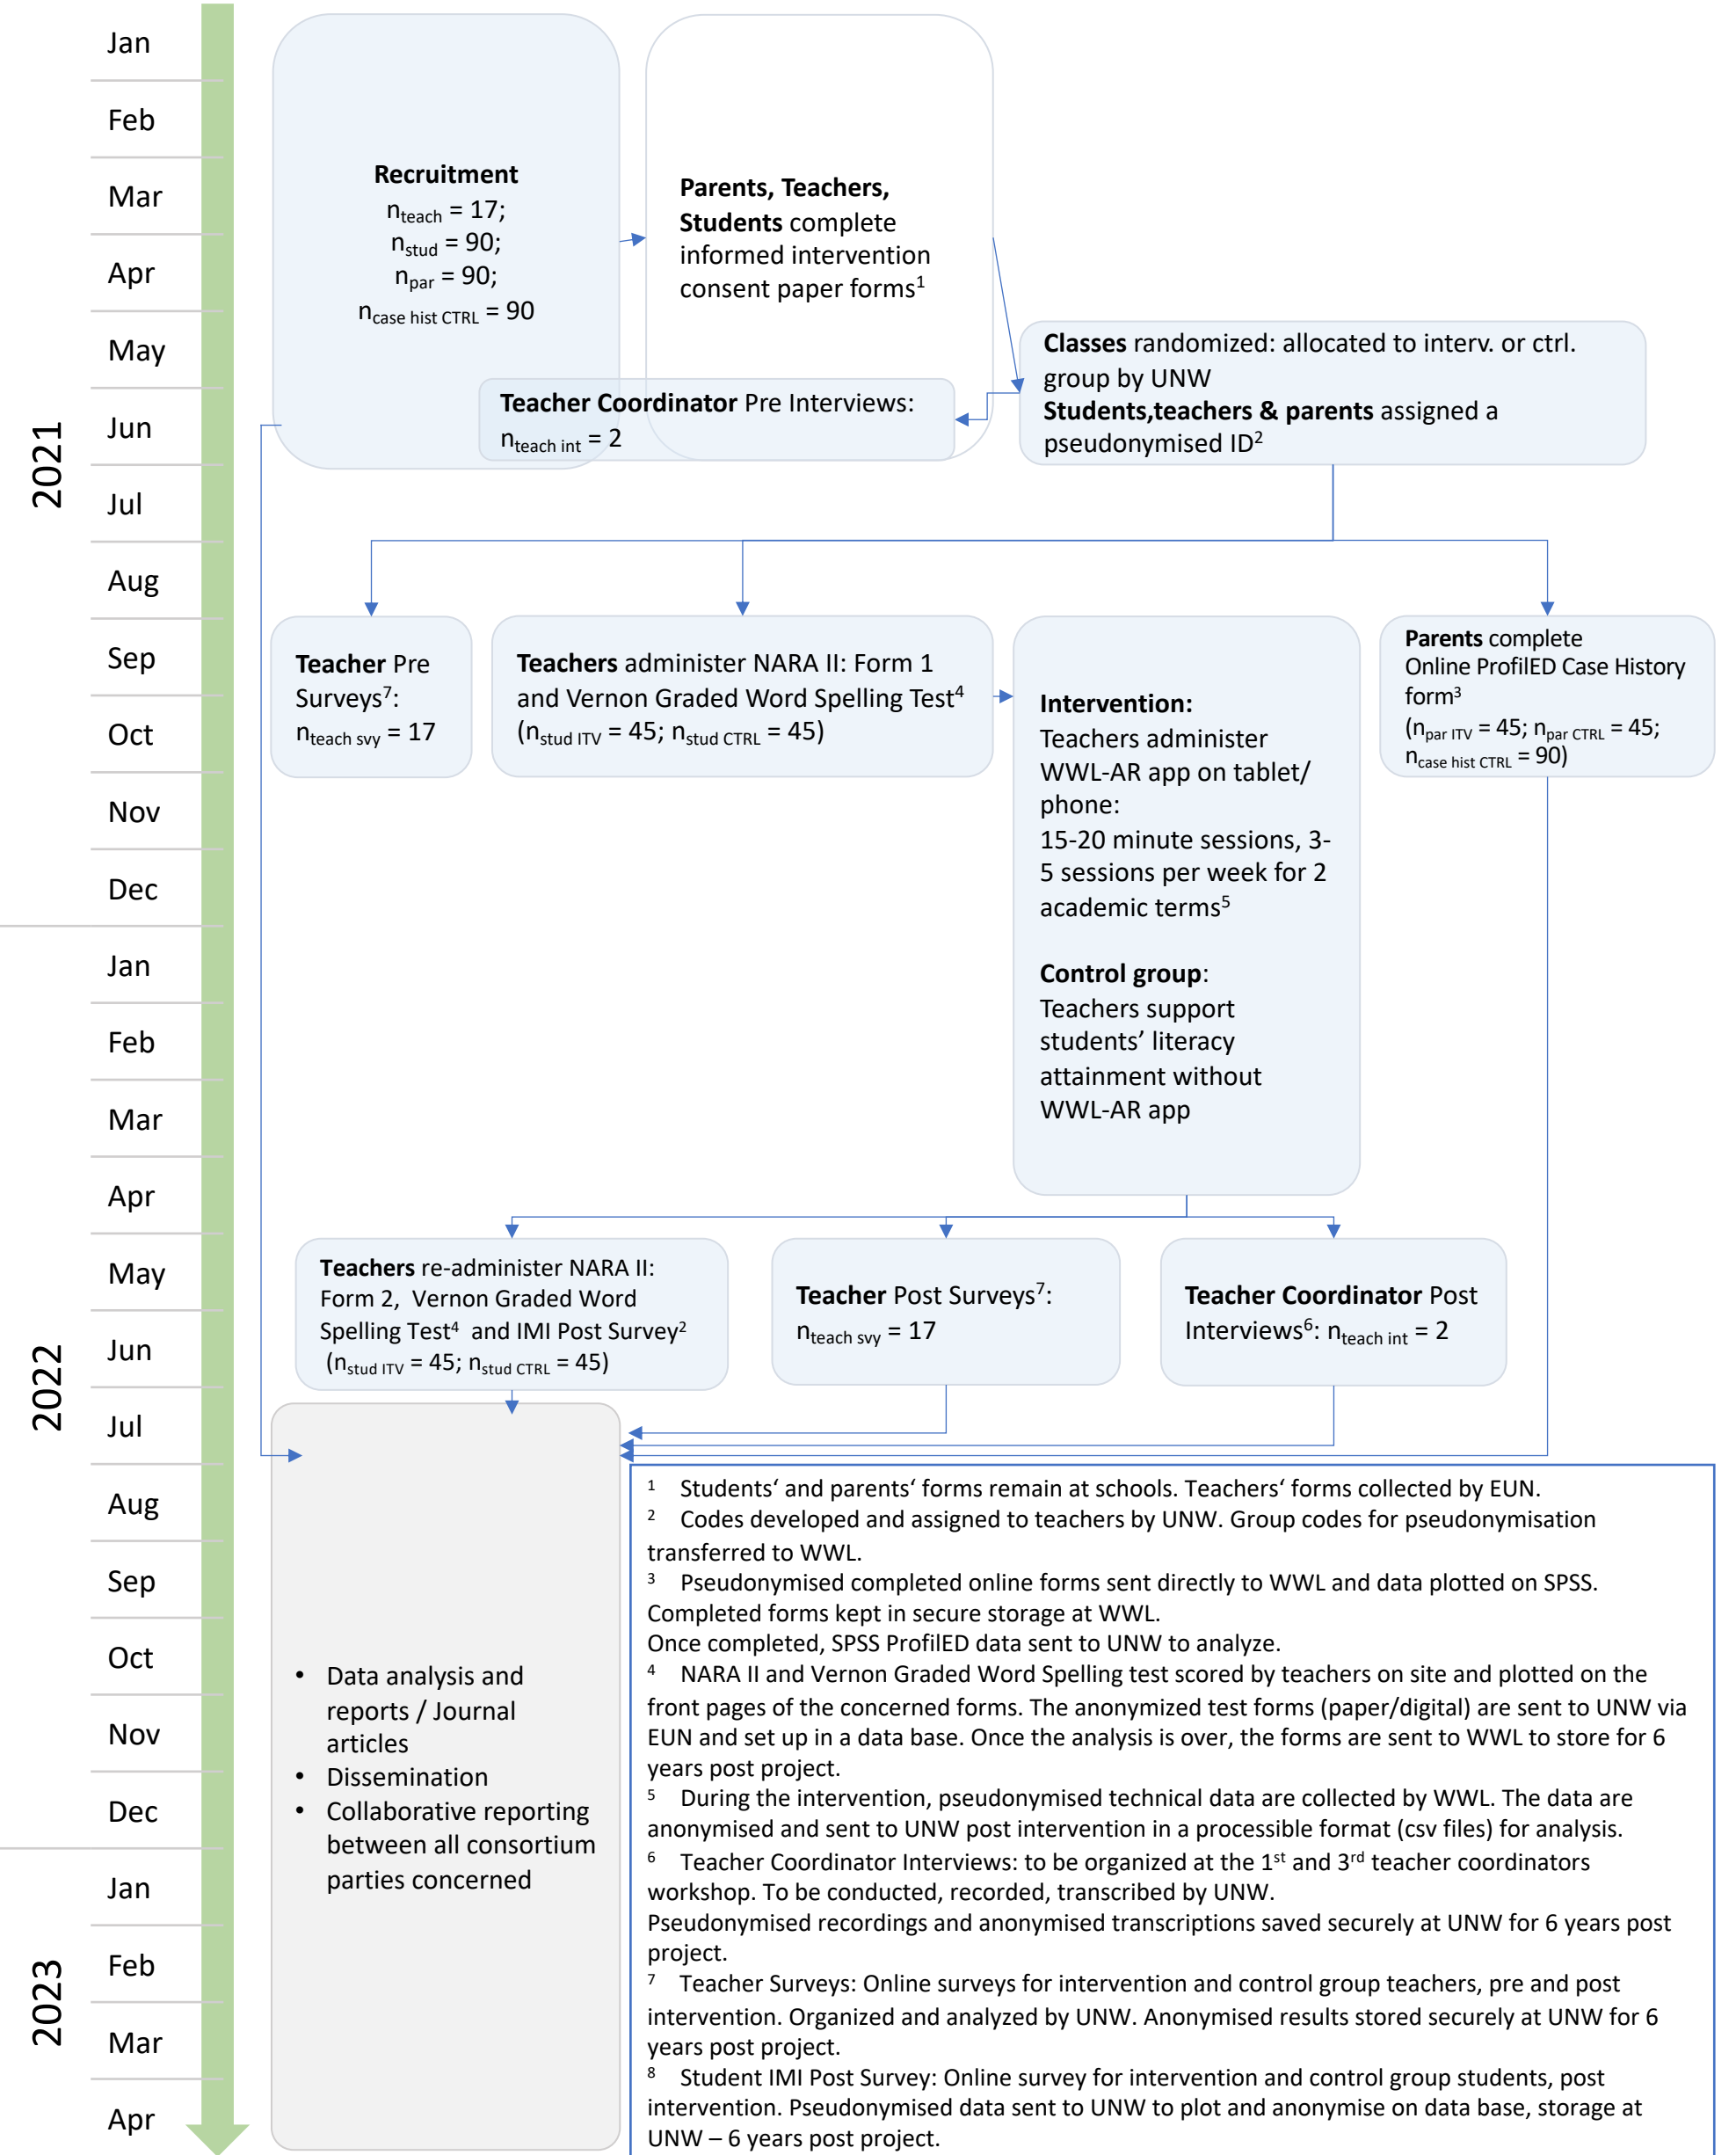 2021
Jan
Feb
Mar
Apr
May
Jun
Jul
Aug
Sep
Oct
Nov
Dec
2022
Jan
Feb
Mar
Apr
May
Jun
Jul
Aug
Sep
Oct
Nov
Dec
2023
Jan
Feb
Mar
Apr
Recruitment
n_teach = 17;
n_stud = 90;
n_par = 90;
n_case hist CTRL = 90
Parents, Teachers,
Students complete
informed intervention
consent paper forms¹
Classes randomized: allocated to interv. or ctrl.
group by UNW
Students,teachers & parents assigned a
pseudonymised ID²
Teacher Coordinator Pre Interviews:
n_teach int = 2
Teacher Pre
Surveys⁷:
n_teach svy = 17
Teachers administer NARA II: Form 1
and Vernon Graded Word Spelling Test⁴
(n_stud ITV = 45; n_stud CTRL = 45)
Intervention:
Teachers administer
WWL-AR app on tablet/
phone:
15-20 minute sessions, 3-
5 sessions per week for 2
academic terms⁵
Control group:
Teachers support
students’ literacy
attainment without
WWL-AR app
Parents complete
Online ProfilED Case History
form³
(n_par ITV = 45; n_par CTRL = 45;
n_case hist CTRL = 90)
Teachers re-administer NARA II:
Form 2, Vernon Graded Word
Spelling Test⁴ and IMI Post Survey²
(n_stud ITV = 45; n_stud CTRL = 45)
Teacher Post Surveys⁷:
n_teach svy = 17
Teacher Coordinator Post
Interviews⁶: n_teach int = 2
• Data analysis and
reports / Journal
articles
• Dissemination
• Collaborative reporting
between all consortium
parties concerned
¹ Students‘ and parents‘ forms remain at schools. Teachers‘ forms collected by EUN.
² Codes developed and assigned to teachers by UNW. Group codes for pseudonymisation
transferred to WWL.
³ Pseudonymised completed online forms sent directly to WWL and data plotted on SPSS.
Completed forms kept in secure storage at WWL.
Once completed, SPSS ProfilED data sent to UNW to analyze.
⁴ NARA II and Vernon Graded Word Spelling test scored by teachers on site and plotted on the
front pages of the concerned forms. The anonymized test forms (paper/digital) are sent to UNW via
EUN and set up in a data base. Once the analysis is over, the forms are sent to WWL to store for 6
years post project.
⁵ During the intervention, pseudonymised technical data are collected by WWL. The data are
anonymised and sent to UNW post intervention in a processible format (csv files) for analysis.
⁶ Teacher Coordinator Interviews: to be organized at the 1st and 3rd teacher coordinators
workshop. To be conducted, recorded, transcribed by UNW.
Pseudonymised recordings and anonymised transcriptions saved securely at UNW for 6 years post
project.
⁷ Teacher Surveys: Online surveys for intervention and control group teachers, pre and post
intervention. Organized and analyzed by UNW. Anonymised results stored securely at UNW for 6
years post project.
⁸ Student IMI Post Survey: Online survey for intervention and control group students, post
intervention. Pseudonymised data sent to UNW to plot and anonymise on data base, storage at
UNW – 6 years post project.